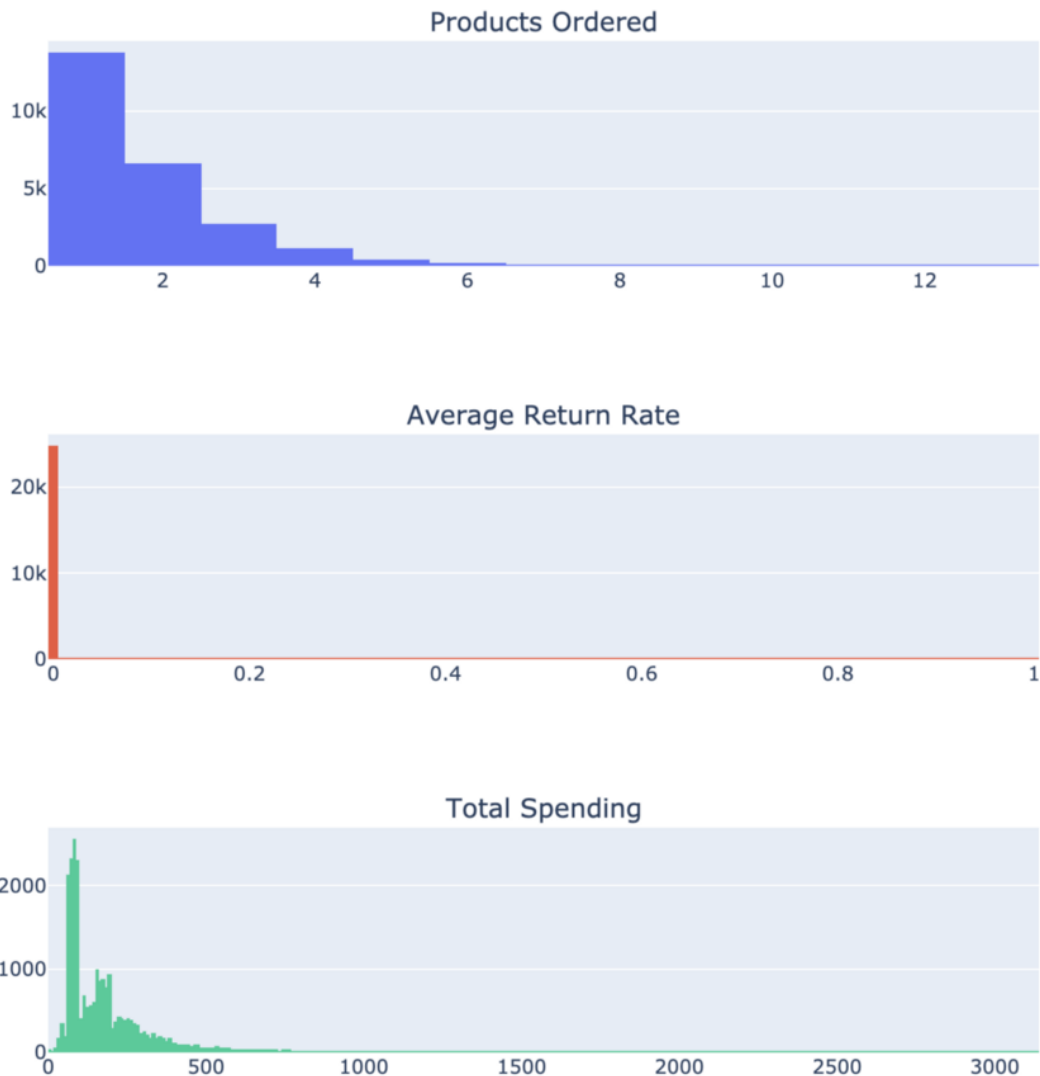 Products Ordered
10k
5k
0
2 4 6 8 10 12
Average Return Rate
20k
10k
0
0 0.2 0.4 0.6 0.8 1
Total Spending
2000
1000
0
0 500 1000 1500 2000 2500 3000